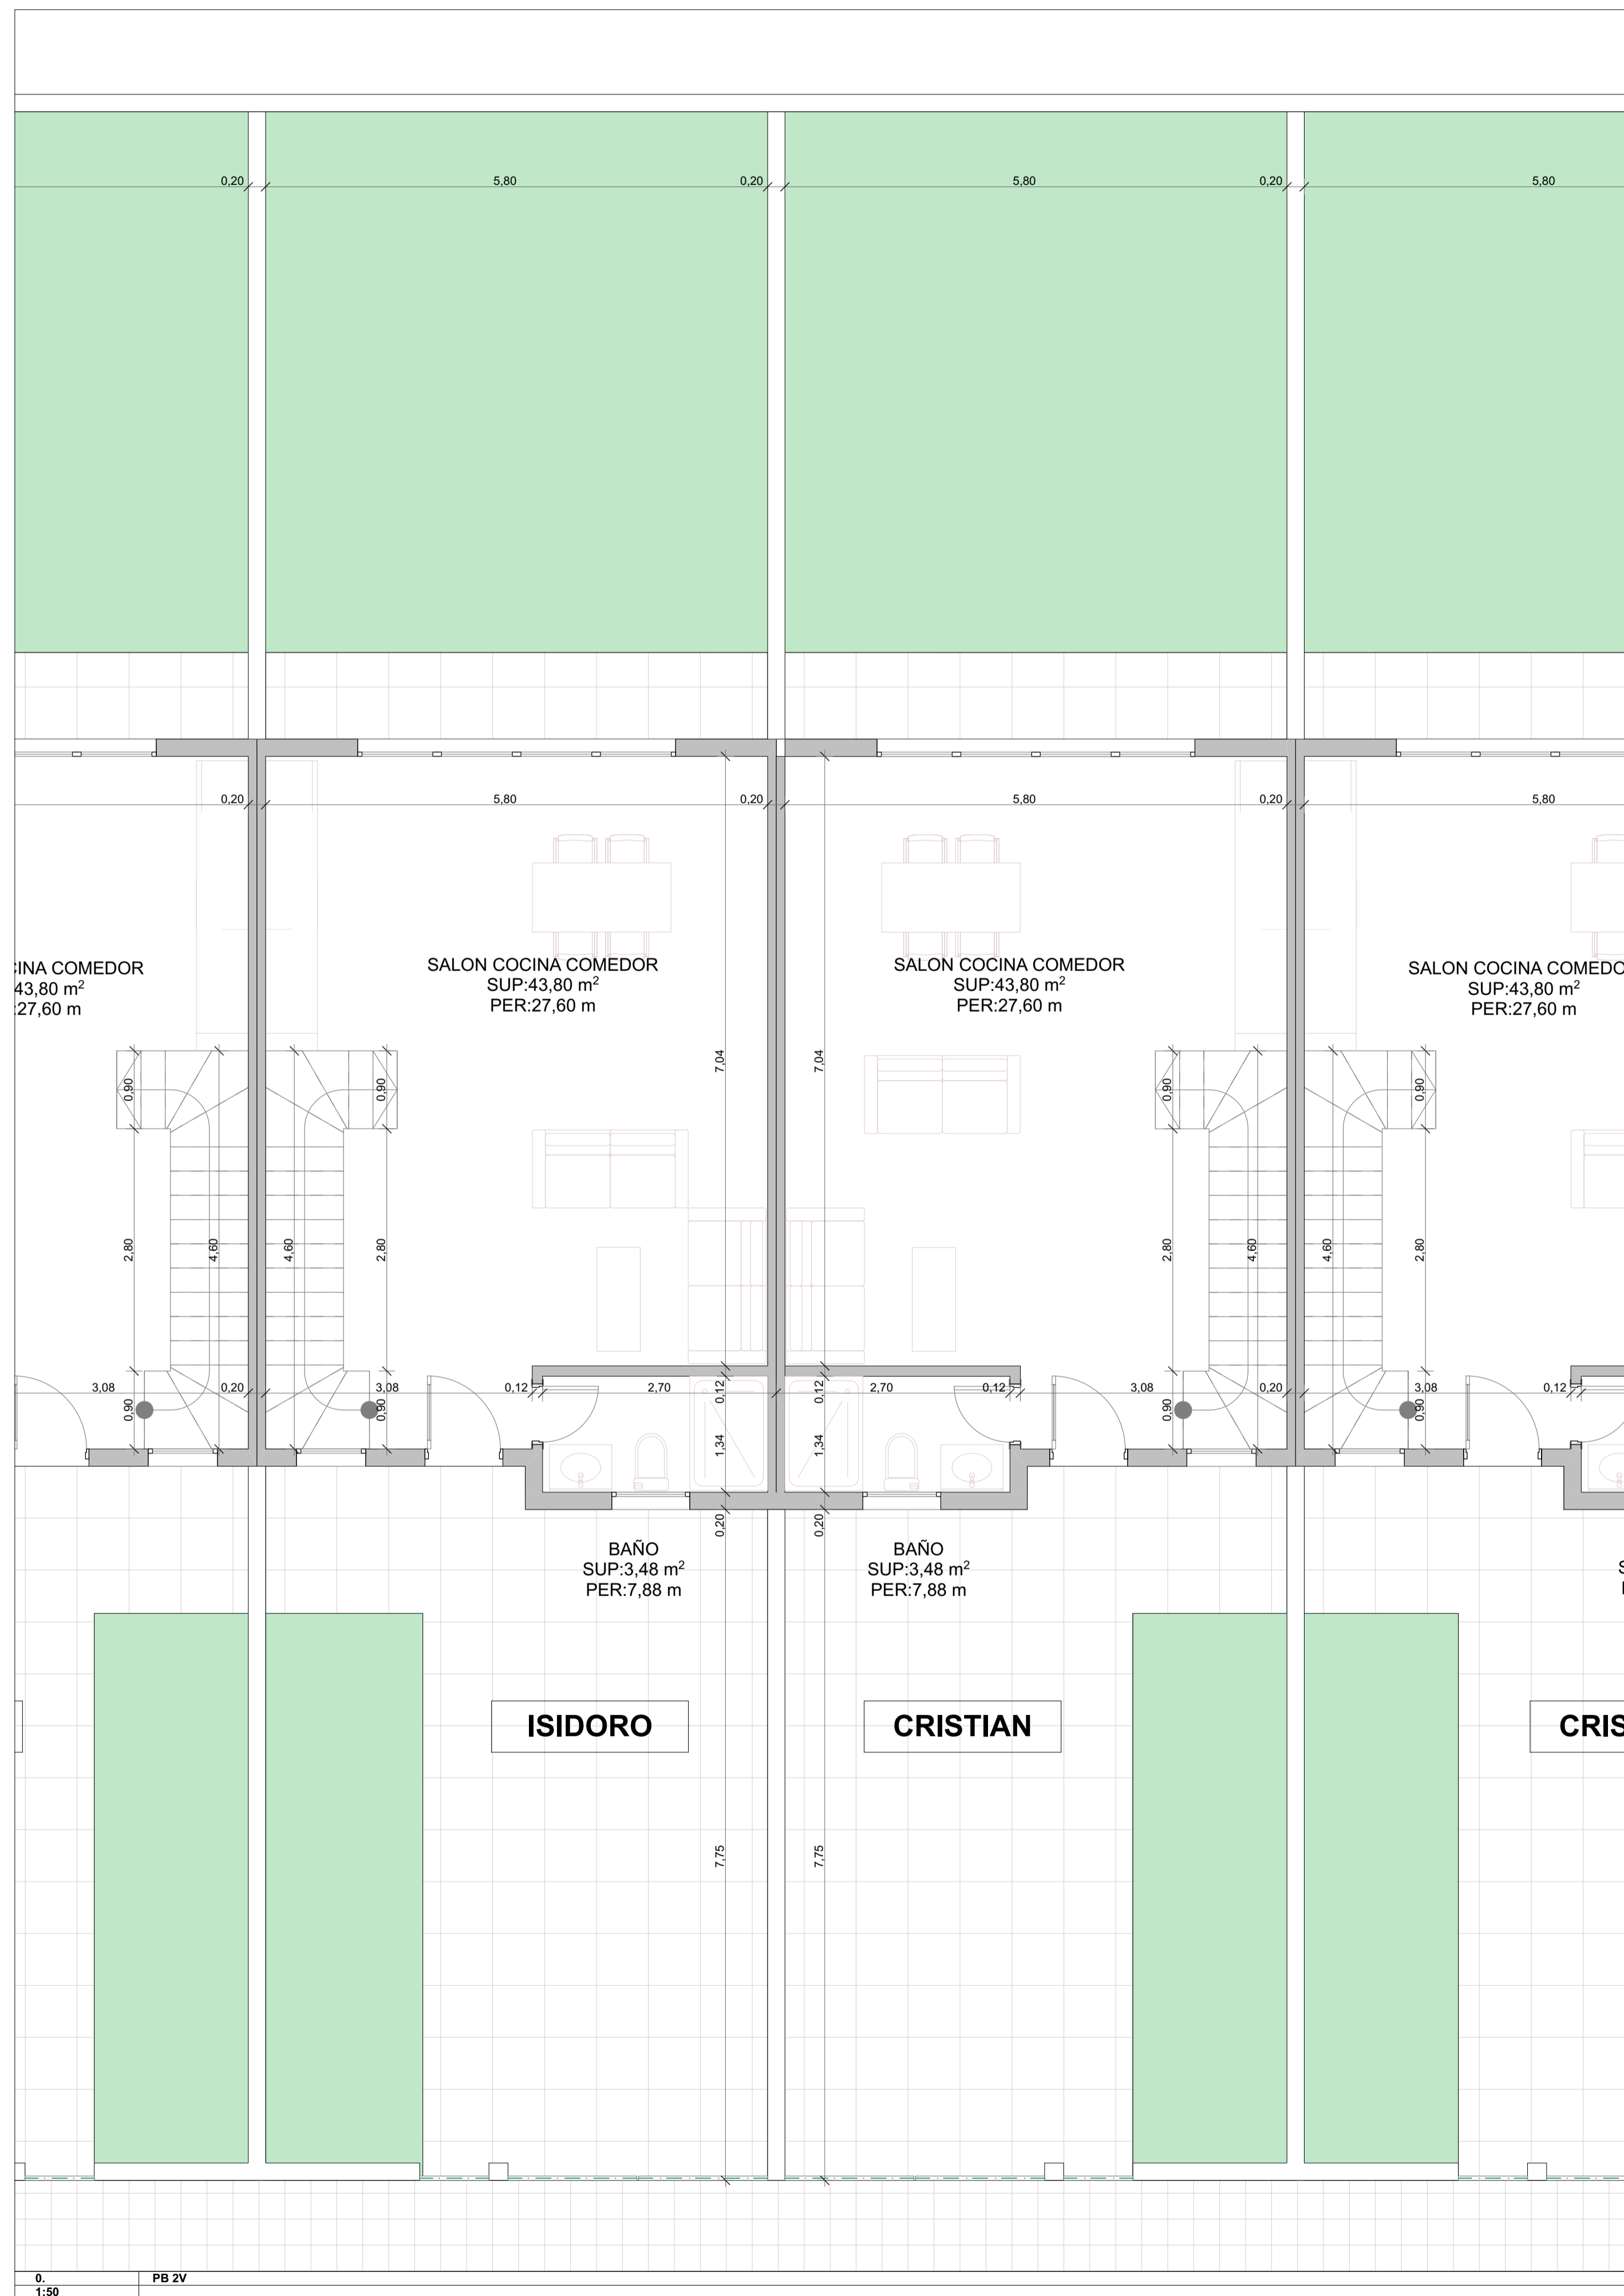 0,20 5,80 0,20 5,80 0,20 5,80
0,20 5,80 0,20 5,80 0,20 5,80
CINA COMEDOR
43,80 m²
:27,60 m
SALON COCINA COMEDOR
SUP:43,80 m²
PER:27,60 m
SALON COCINA COMEDOR
SUP:43,80 m²
PER:27,60 m
SALON COCINA COMEDO
SUP:43,80 m²
PER:27,60 m
7,04
7,04
0,90
0,90
0,90
0,90
2,80
4,60
4,60
2,80
2,80
4,60
4,60
2,80
3,08 0,20 3,08 0,12 2,70 2,70 0,12 3,08 0,20 3,08 0,12
0,12
0,12
0,90
0,90
0,90
0,90
1,34
1,34
0,20
0,20
BAÑO
SUP:3,48 m²
PER:7,88 m
BAÑO
SUP:3,48 m²
PER:7,88 m
ISIDORO
CRISTIAN
CRIS
7,75
7,75
0. PB 2V
1:50